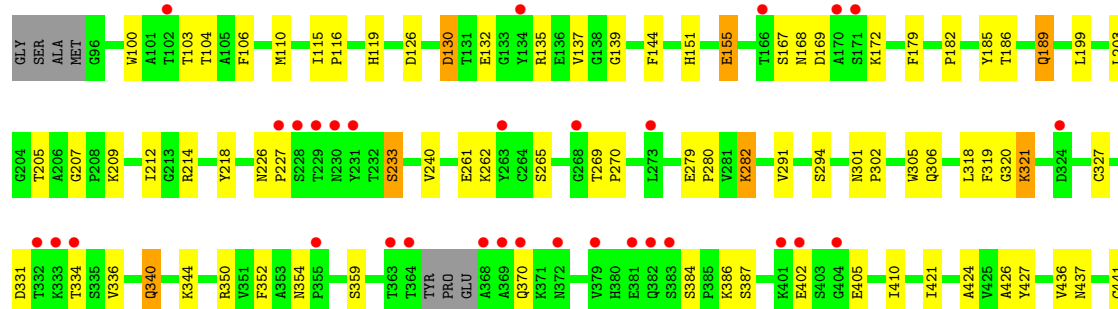 GLY SER ALA MET G96 W100 A101 T102 T103 T104 A105 F106 M110 I115 P116 H119 D126 D130 T131 E132 G133 Y134 R135 E136 V137 G138 G139 F144 H151 E155 T166 S167 N168 D169 A170 S171 K172 F179 P182 Y185 T186 Q189 L199 L203
G204 T205 A206 G207 P208 K209 I212 G213 R214 Y218 N226 P227 S228 T229 N230 Y231 T232 S233 V240 E261 K262 Y263 C264 S265 G268 T269 P270 L273 E279 P280 V281 K282 V291 S294 N301 P302 W305 Q306 L318 F319 G320 K321 D324 C327
D331 T332 K333 T334 S335 V336 Q340 K344 R350 V351 F352 A353 N354 P355 S359 T363 T364 TYR PRO GLU A368 A369 Q370 K371 N372 V379 H380 E381 Q382 S383 S384 P385 K386 S387 K401 E402 S403 G404 E405 I410 I421 A424 V425 A426 Y427 V436 N437